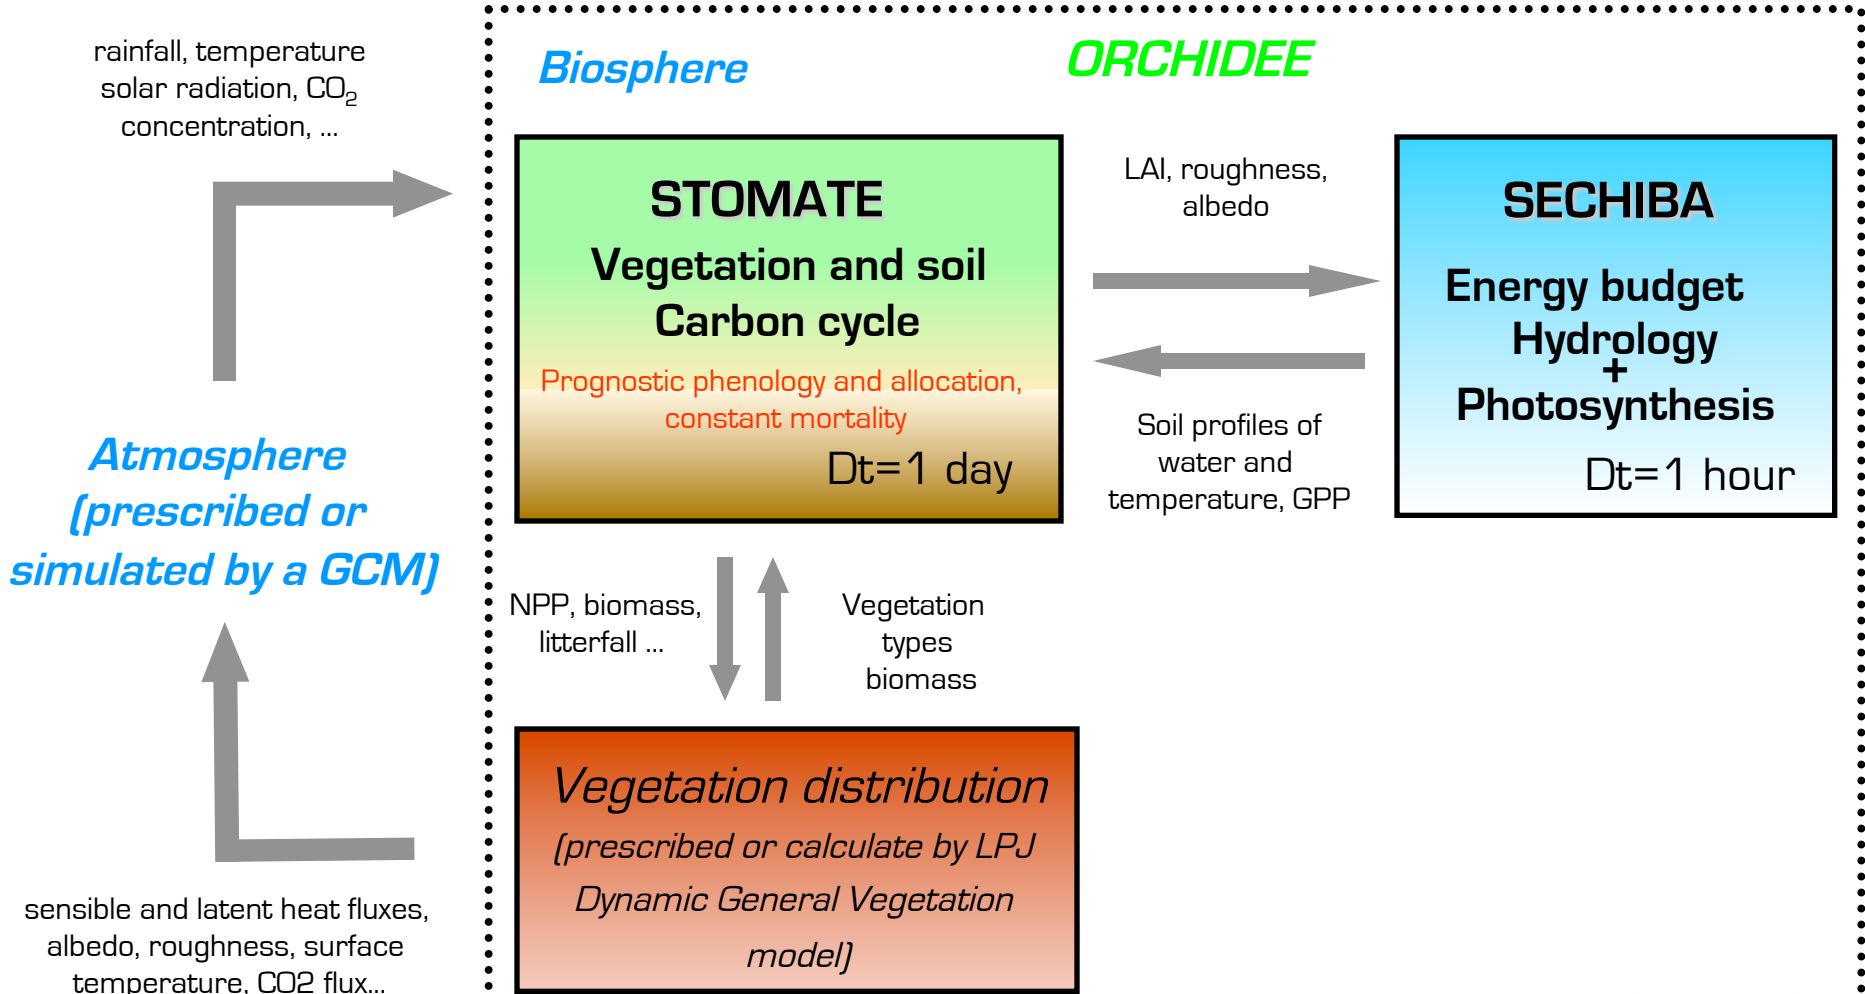 rainfall, temperature
solar radiation, CO₂
concentration, ...
Biosphere
ORCHIDEE
STOMATE
Vegetation and soil
Carbon cycle
Prognostic phenology and allocation,
constant mortality
Dt=1 day
LAI, roughness,
albedo
Soil profiles of
water and
temperature, GPP
SECHIBA
Energy budget
Hydrology
+
Photosynthesis
Dt=1 hour
Atmosphere
(prescribed or
simulated by a GCM)
NPP, biomass,
litterfall ...
Vegetation
types
biomass
Vegetation distribution
(prescribed or calculate by LPJ
Dynamic General Vegetation
model)
sensible and latent heat fluxes,
albedo, roughness, surface
temperature, CO2 flux...